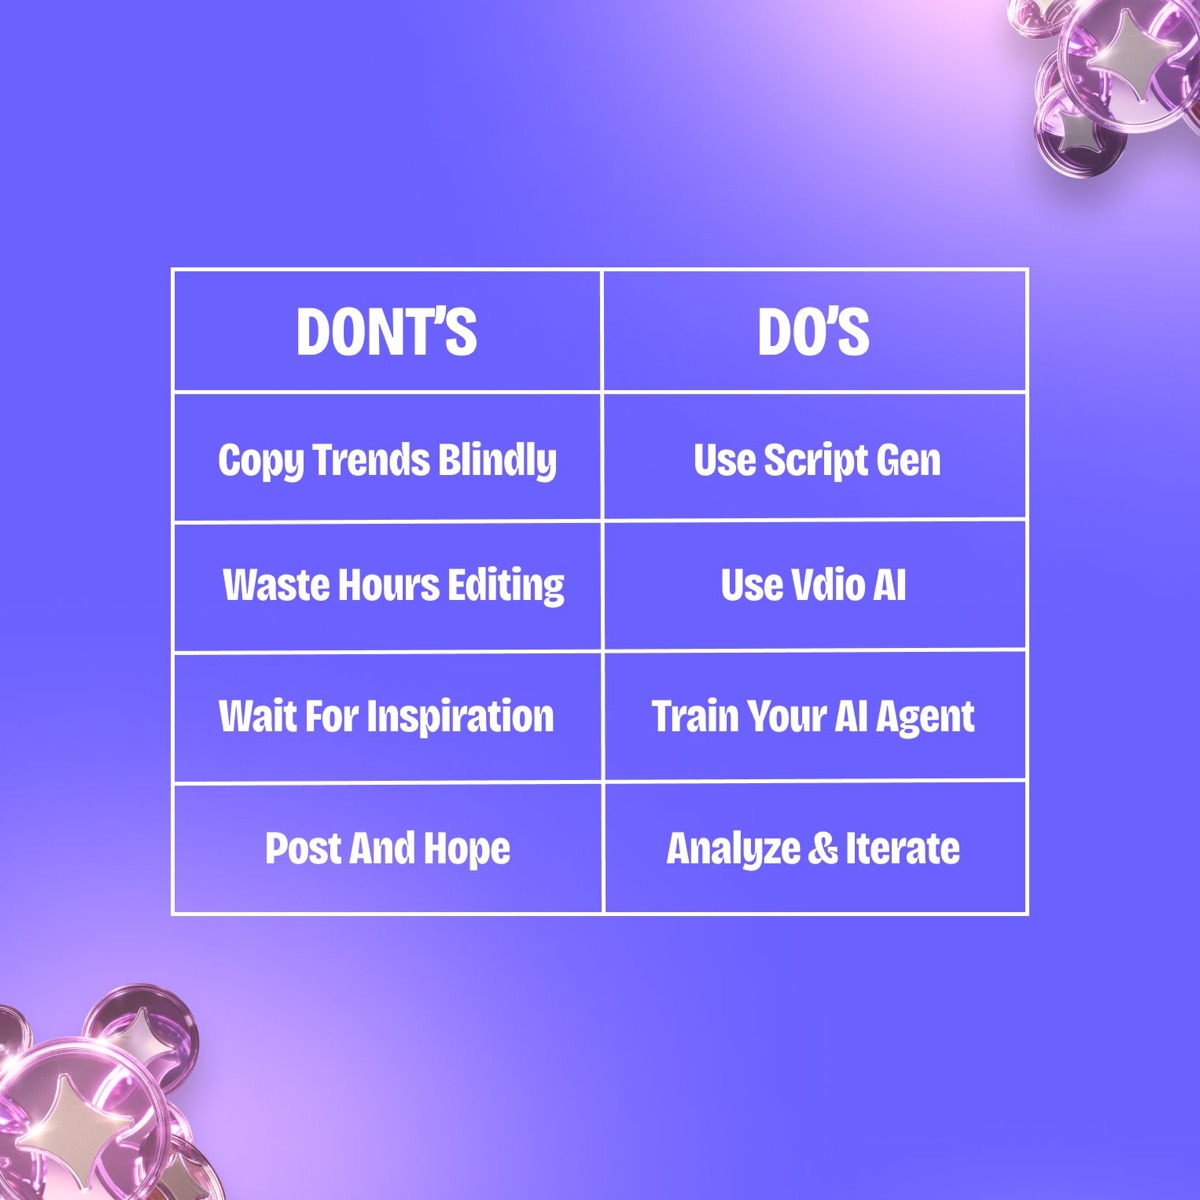 DONT'S DO'S
Copy Trends Blindly Use Script Gen
Waste Hours Editing Use Vdio AI
Wait For Inspiration Train Your AI Agent
Post And Hope Analyze & Iterate